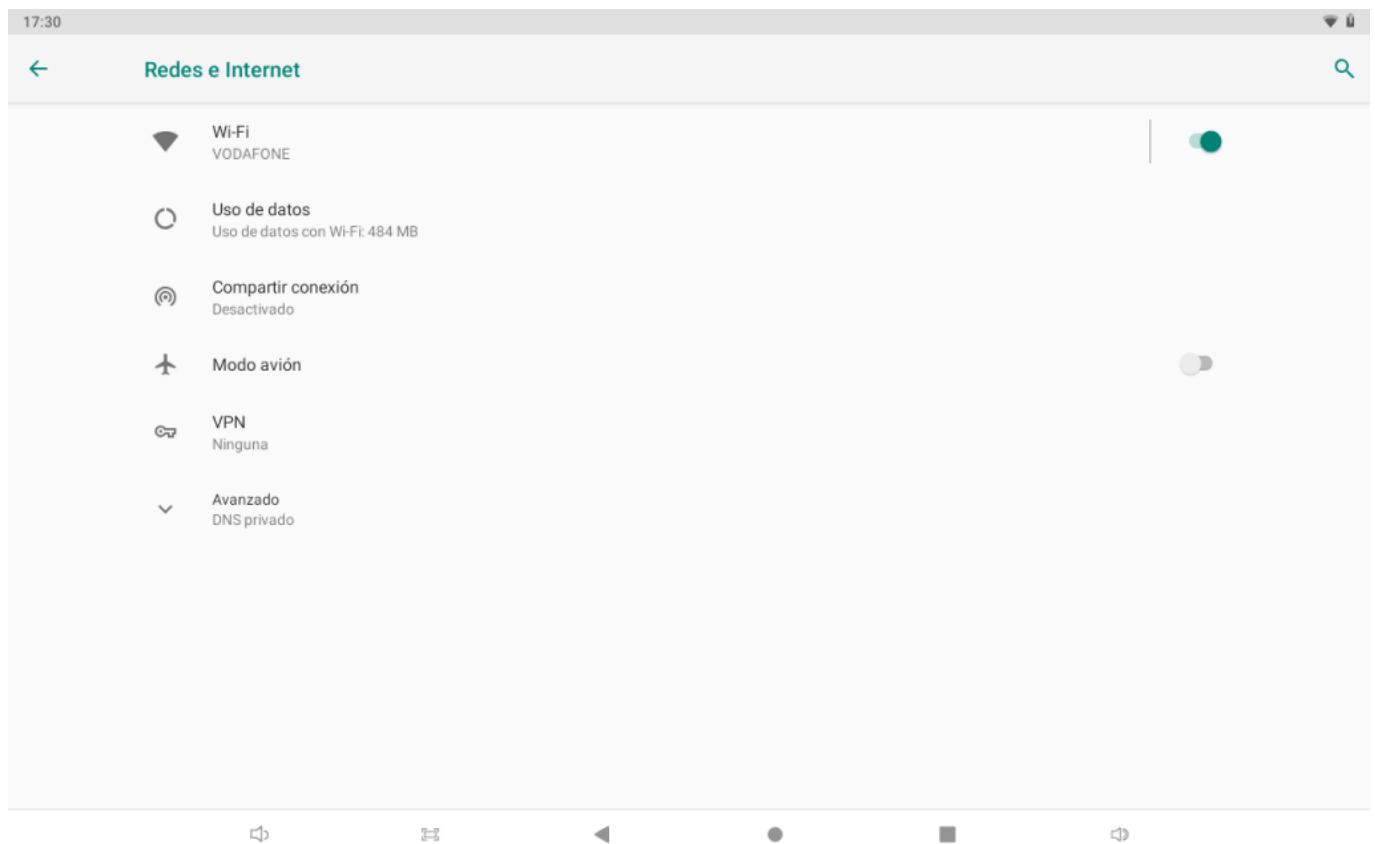 17:30
Redes e Internet
Wi-Fi
VODAFONE
Uso de datos
Uso de datos con Wi-Fi: 484 MB
Compartir conexión
Desactivado
Modo avión
VPN
Ninguna
Avanzado
DNS privado